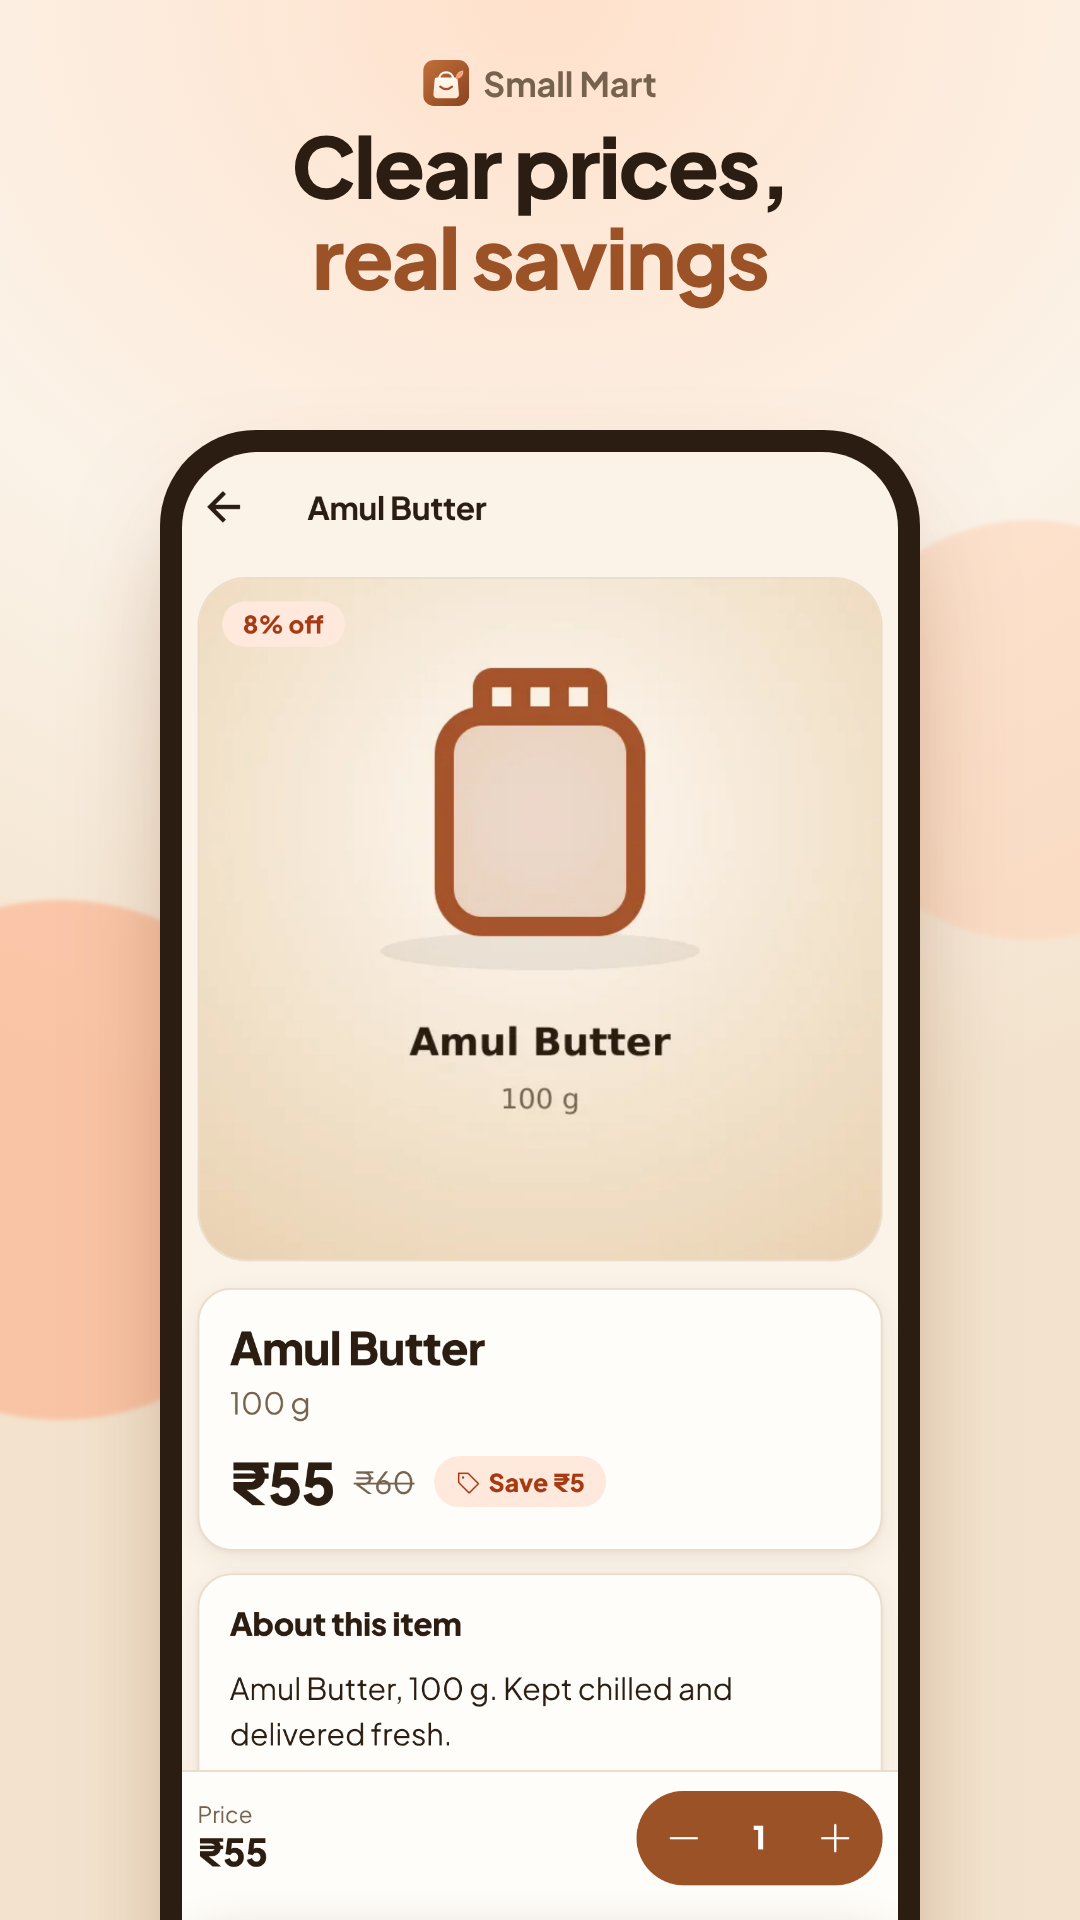 Small Mart
Clear prices,
real savings
Amul Butter
8% off
Amul Butter
100 g
Amul Butter
100 g
₹55 ₹60 Save ₹5
About this item
Amul Butter, 100 g. Kept chilled and
delivered fresh.
Price
₹55
1